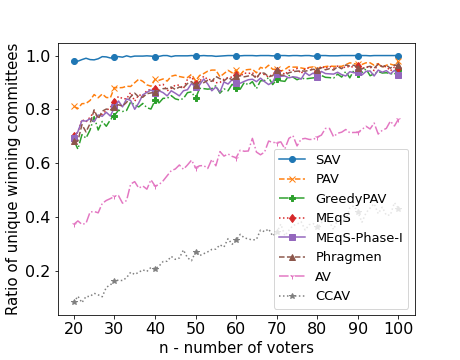 Ratio of unique winning committees
1.0
0.8
0.6
0.4
0.2
SAV
PAV
GreedyPAV
MEqS
MEqS-Phase-I
Phragmen
AV
CCAV
20 30 40 50 60 70 80 90 100
n - number of voters